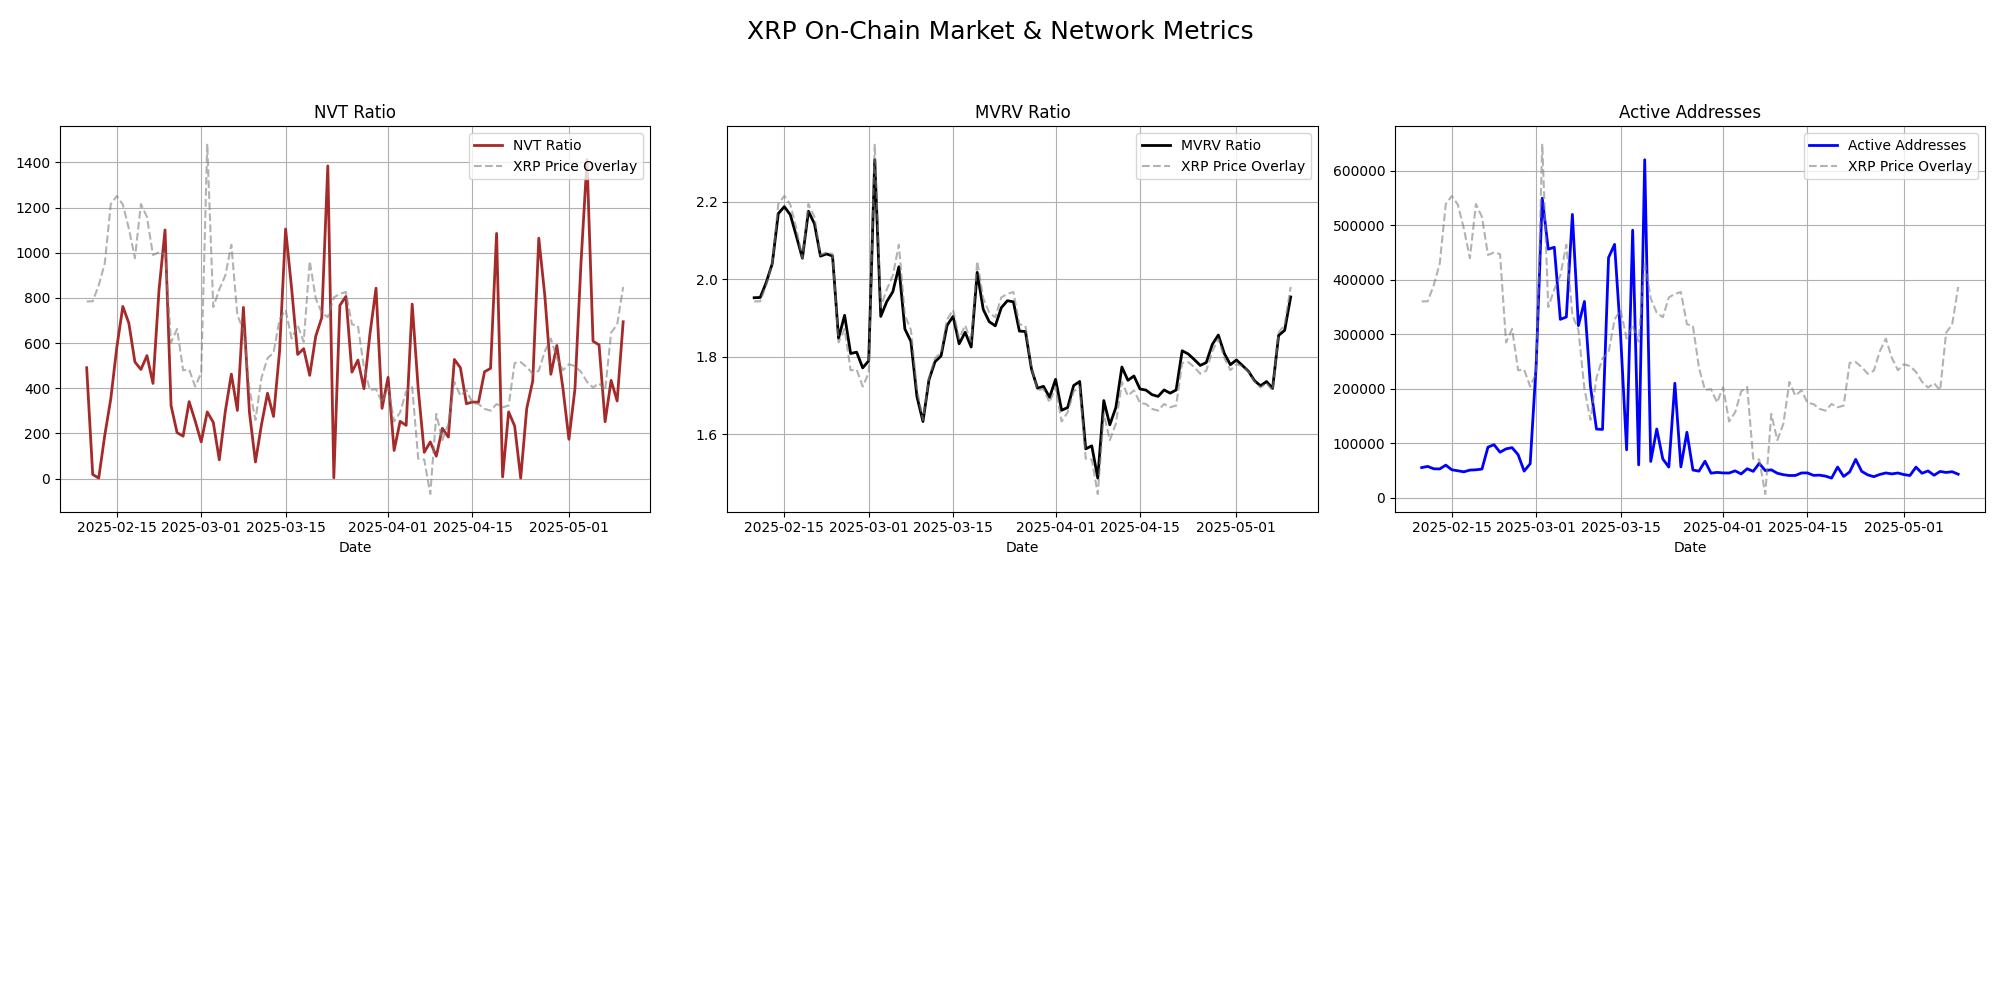 XRP On-Chain Market & Network Metrics
NVT Ratio
NVT Ratio
XRP Price Overlay
1400
1200
1000
800
600
400
200
0
2025-02-15 2025-03-01 2025-03-15 2025-04-01 2025-04-15 2025-05-01
Date
MVRV Ratio
MVRV Ratio
XRP Price Overlay
2.2
2.0
1.8
1.6
2025-02-15 2025-03-01 2025-03-15 2025-04-01 2025-04-15 2025-05-01
Date
Active Addresses
Active Addresses
XRP Price Overlay
600000
500000
400000
300000
200000
100000
0
2025-02-15 2025-03-01 2025-03-15 2025-04-01 2025-04-15 2025-05-01
Date